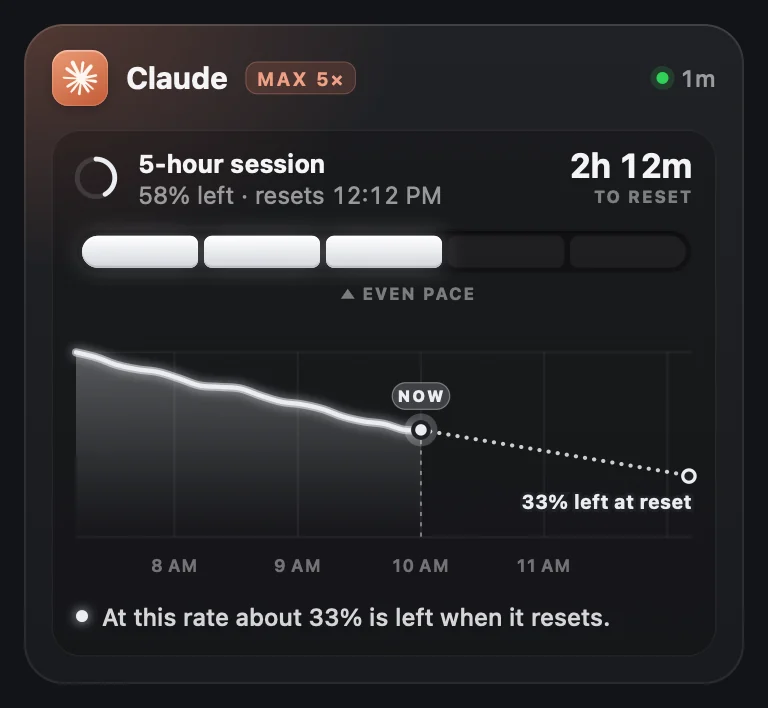 Claude
MAX 5×
1m
5-hour session
58% left · resets 12:12 PM
2h 12m
TO RESET
▲ EVEN PACE
NOW
33% left at reset
8 AM
9 AM
10 AM
11 AM
At this rate about 33% is left when it resets.